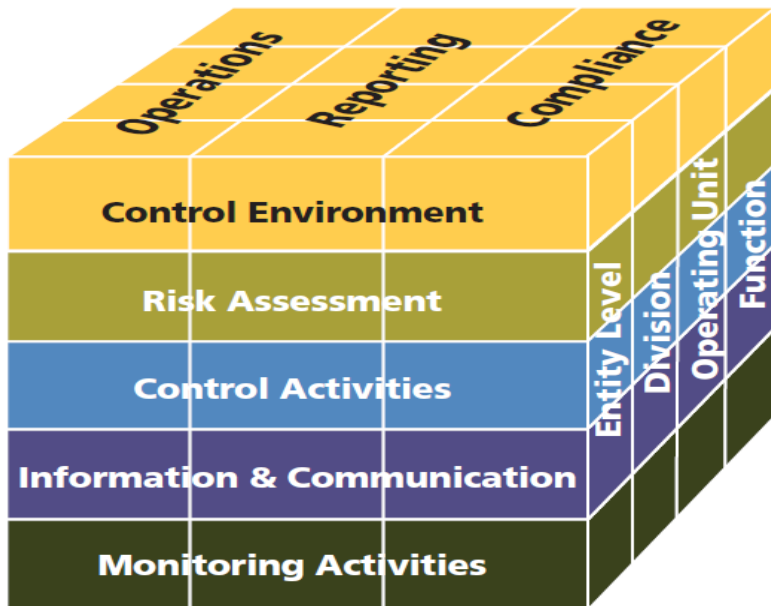 Operations
Reporting
Compliance
Control Environment
Risk Assessment
Control Activities
Information & Communication
Monitoring Activities
Entity Level
Division
Operating Unit
Function